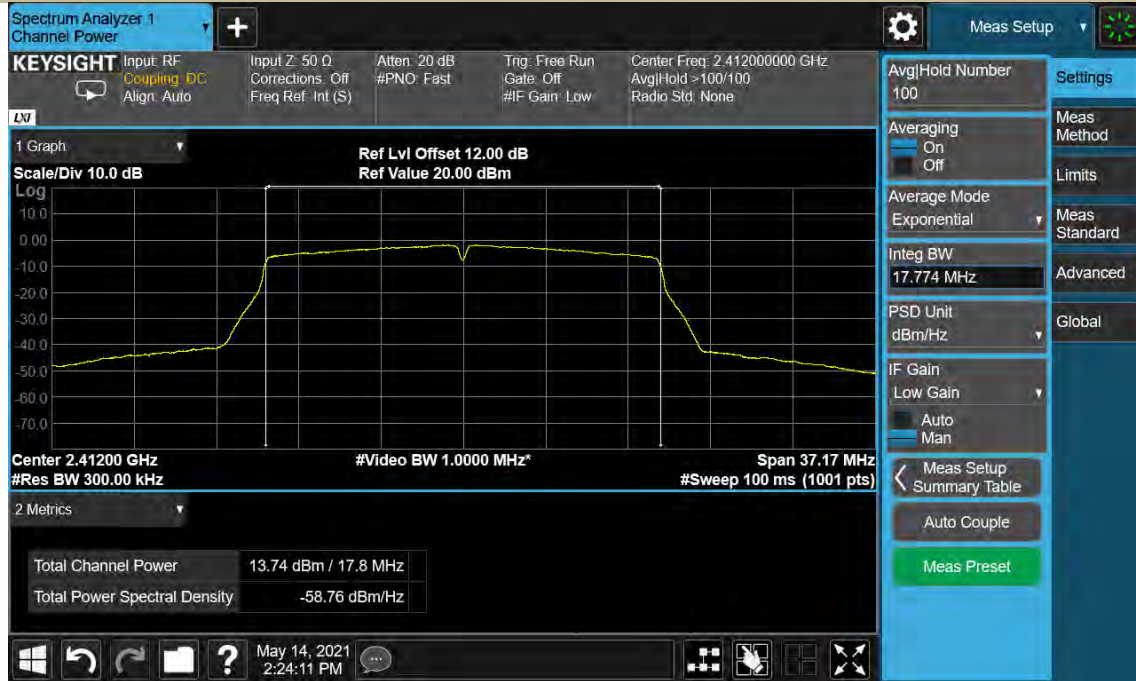 Spectrum Analyzer 1
Channel Power
+
Meas Setup
KEYSIGHT
Input: RF
Coupling: DC
Align: Auto
Input Z: 50 Ω
Corrections: Off
Freq Ref: Int (S)
Atten: 20 dB
#PNO: Fast
Trig: Free Run
Gate: Off
#IF Gain: Low
Center Freq: 2.412000000 GHz
Avg|Hold >100/100
Radio Std: None
LXI
1 Graph
Scale/Div 10.0 dB
Ref Lvl Offset 12.00 dB
Ref Value 20.00 dBm
Log
10.0
0.00
-10.0
-20.0
-30.0
-40.0
-50.0
-60.0
-70.0
Center 2.41200 GHz
#Video BW 1.0000 MHz*
Span 37.17 MHz
#Res BW 300.00 kHz
#Sweep 100 ms (1001 pts)
2 Metrics
Total Channel Power 13.74 dBm / 17.8 MHz
Total Power Spectral Density -58.76 dBm/Hz
?
May 14, 2021
2:24:11 PM
Avg|Hold Number
100
Averaging
On
Off
Average Mode
Exponential
Integ BW
17.774 MHz
PSD Unit
dBm/Hz
IF Gain
Low Gain
Auto
Man
Meas Setup
Summary Table
Auto Couple
Meas Preset
Settings
Meas
Method
Limits
Meas
Standard
Advanced
Global